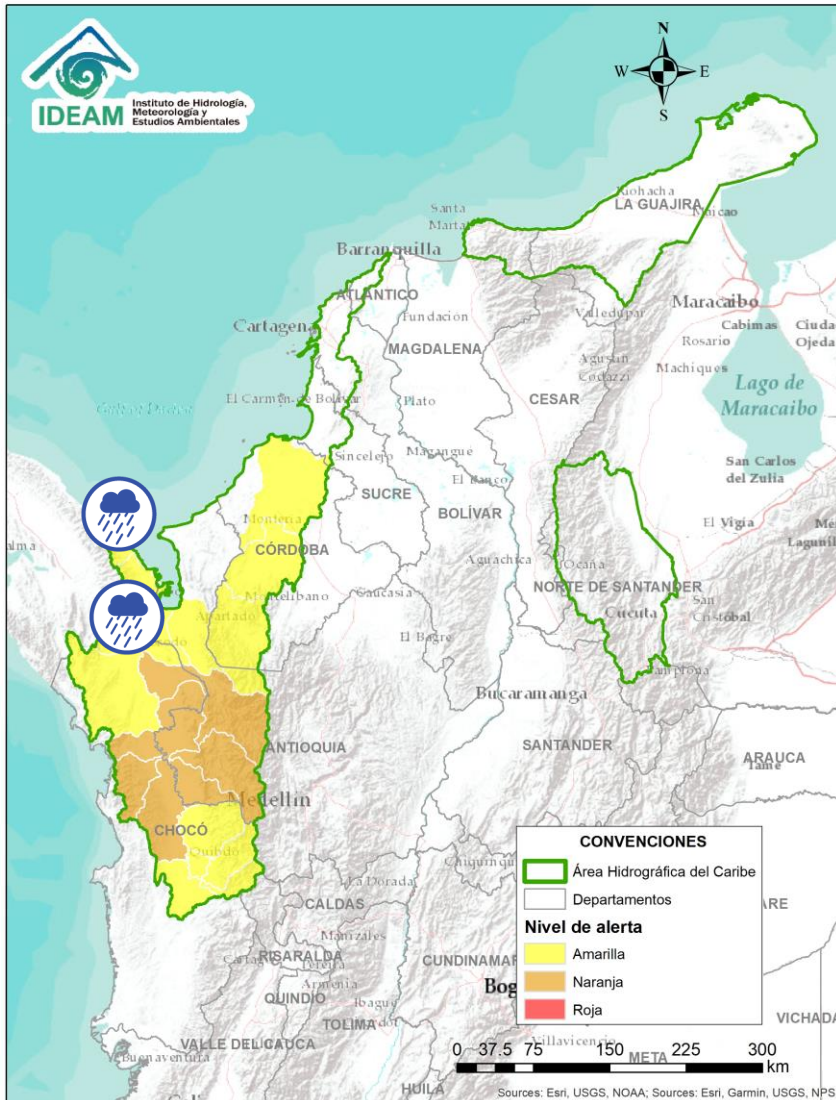 IDEAM
Instituto de Hidrología,
Meteorología y
Estudios Ambientales
N
W
E
S
Riohacha
LA GUAJIRA
Maicao
Santa
Marta
Barranquilla
ATLÁNTICO
Cartagena
Fundación
Valledupar
Maracaibo
Cabimas
Ciudad
Ojeda
Rosario
MAGDALENA
Agustín
Codazzi
Machiques
El Carmen de Bolívar
Plato
CESAR
Lago de
Maracaibo
Sincelejo
Magangué
El Banco
San Carlos
del Zulia
SUCRE
BOLÍVAR
Montería
CÓRDOBA
El Vigía
Aguachica
Ocaña
NORTE DE SANTANDER
Montelíbano
Caucasia
Cúcuta
San
Cristóbal
Apartadó
El Bagre
Pamplona
Bucaramanga
ANTIOQUIA
SANTANDER
ARAUCA
Tame
Medellín
CHOCÓ
Quibdó
La Dorada
CALDAS
Manizales
RISARALDA
Pereira
Armenia
QUINDÍO
Ibagué
TOLIMA
VALLE DEL CAUCA
Buenaventura
HUILA
Villavicencio
META
VICHADA
CONVENCIONES
Área Hidrográfica del Caribe
Departamentos
Nivel de alerta
Amarilla
Naranja
Roja
0 37.5 75 150 225 300
km
Sources: Esri, USGS, NOAA; Sources: Esri, Garmin, USGS, NPS